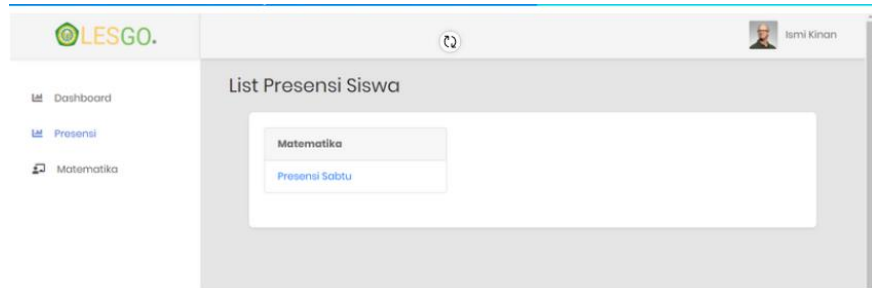 LESGO.
Ismi Kinan
Dashboard
Presensi
Matematika
List Presensi Siswa
Matematika
Presensi Sabtu